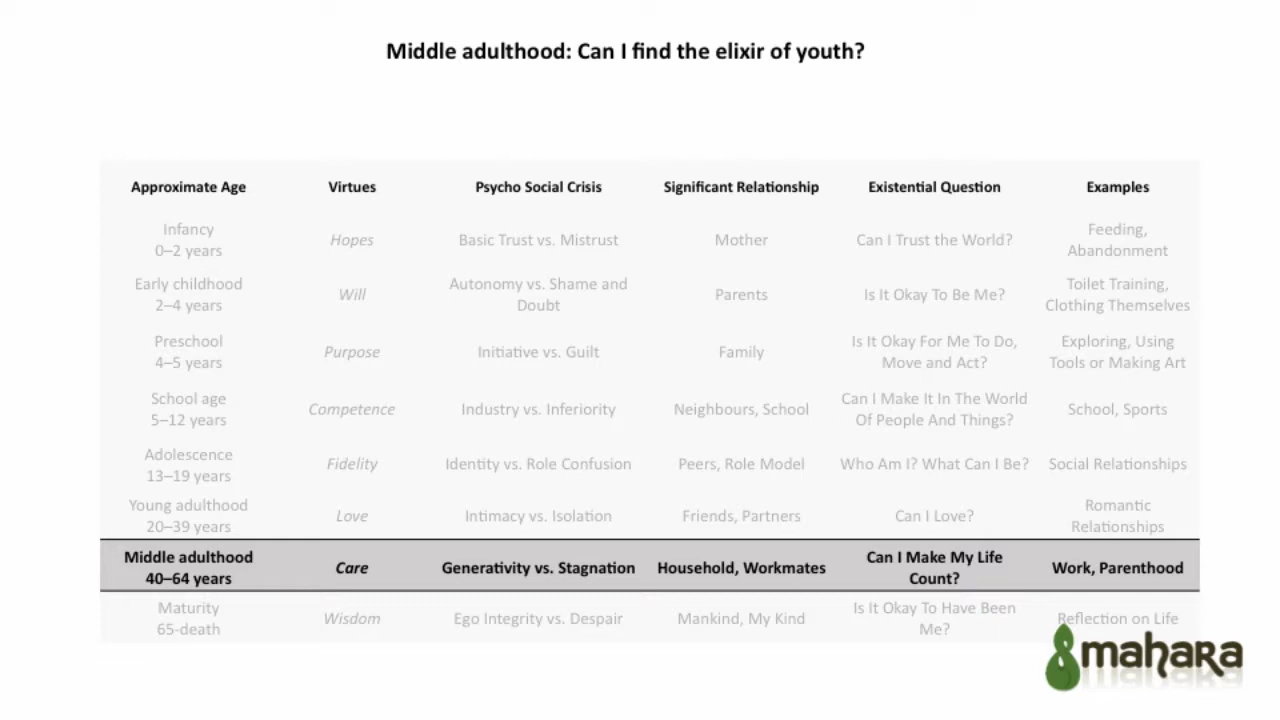 Middle adulthood: Can I find the elixir of youth?
Approximate Age Virtues Psycho Social Crisis Significant Relationship Existential Question Examples
Infancy
0–2 years
Hopes
Basic Trust vs. Mistrust
Mother
Can I Trust the World?
Feeding,
Abandonment
Early childhood
2–4 years
Will
Autonomy vs. Shame and
Doubt
Parents
Is It Okay To Be Me?
Toilet Training,
Clothing Themselves
Preschool
4–5 years
Purpose
Initiative vs. Guilt
Family
Is It Okay For Me To Do,
Move and Act?
Exploring, Using
Tools or Making Art
School age
5–12 years
Competence
Industry vs. Inferiority
Neighbours, School
Can I Make It In The World
Of People And Things?
School, Sports
Adolescence
13–19 years
Fidelity
Identity vs. Role Confusion
Peers, Role Model
Who Am I? What Can I Be?
Social Relationships
Young adulthood
20–39 years
Love
Intimacy vs. Isolation
Friends, Partners
Can I Love?
Romantic
Relationships
Middle adulthood
40–64 years
Care
Generativity vs. Stagnation
Household, Workmates
Can I Make My Life
Count?
Work, Parenthood
Maturity
65-death
Wisdom
Ego Integrity vs. Despair
Mankind, My Kind
Is It Okay To Have Been
Me?
Reflection on Life
mahara